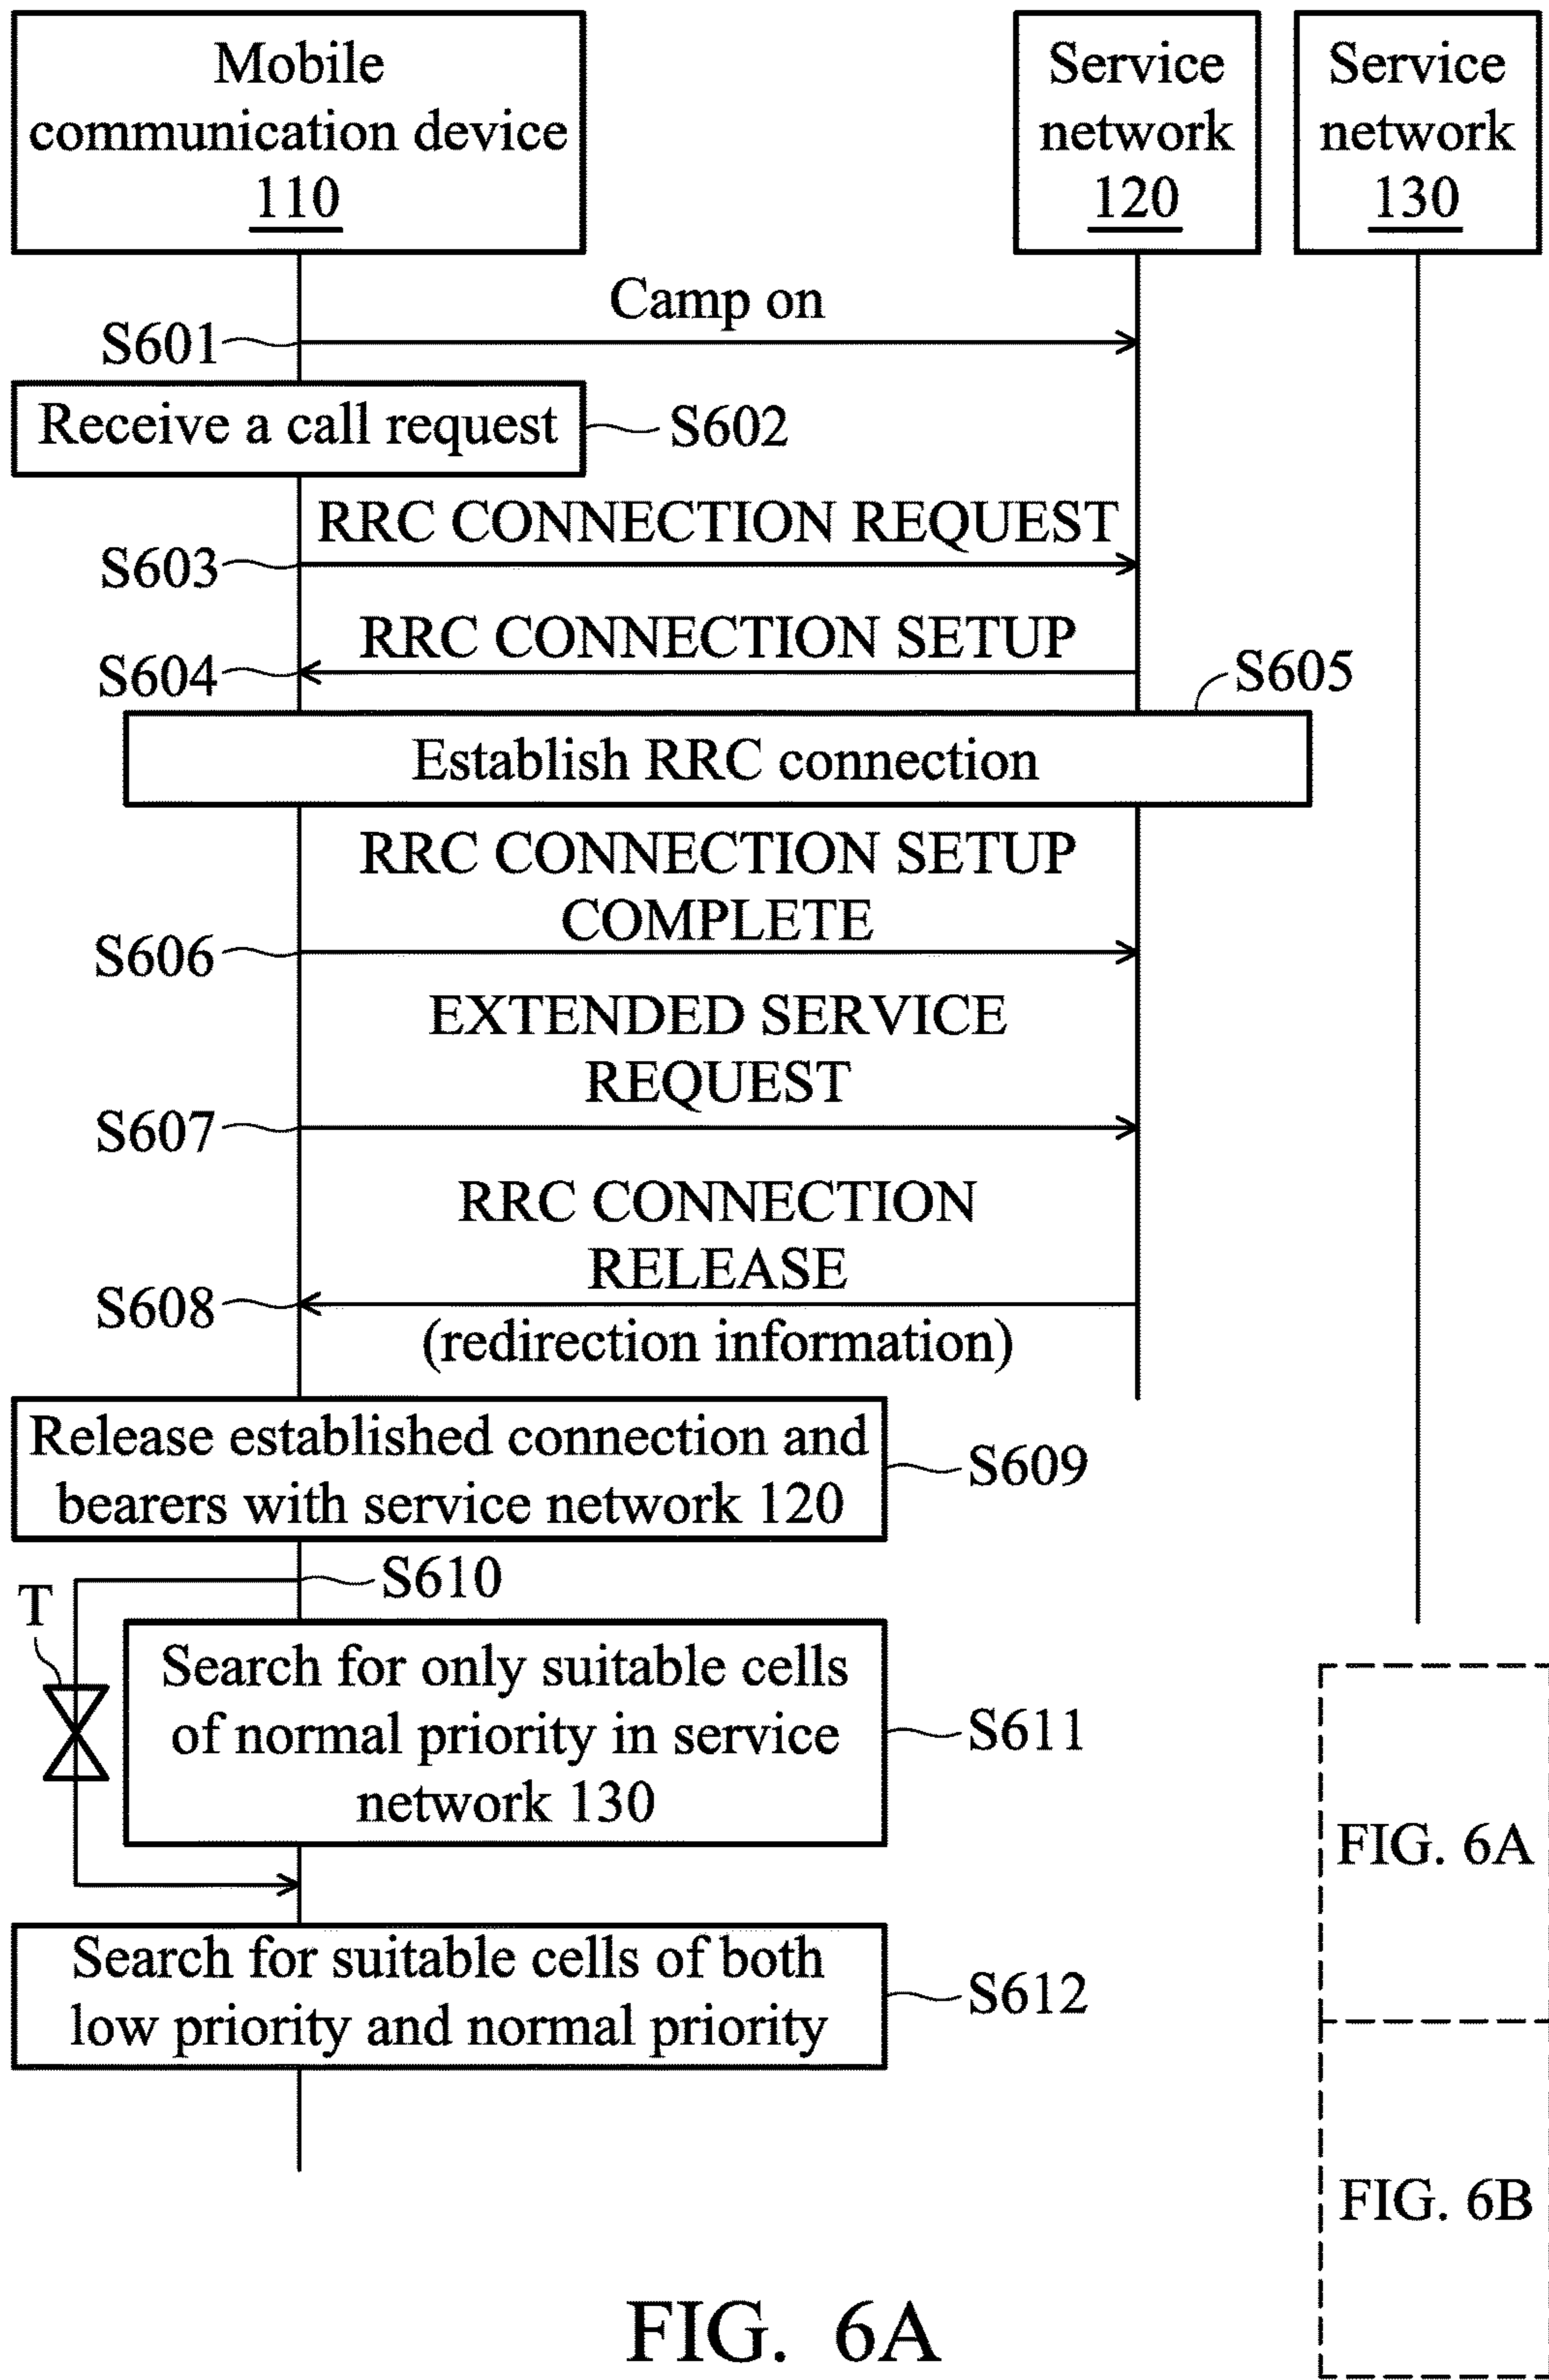 Mobile
communication device
110
Service
network
120
Service
network
130
Camp on
S601
Receive a call request
S602
RRC CONNECTION REQUEST
S603
RRC CONNECTION SETUP
S604
S605
Establish RRC connection
RRC CONNECTION SETUP
COMPLETE
S606
EXTENDED SERVICE
REQUEST
S607
RRC CONNECTION
RELEASE
S608
(redirection information)
Release established connection and
bearers with service network 120
S609
S610
T
Search for only suitable cells
of normal priority in service
network 130
S611
Search for suitable cells of both
low priority and normal priority
S612
FIG. 6A
FIG. 6B
FIG. 6A